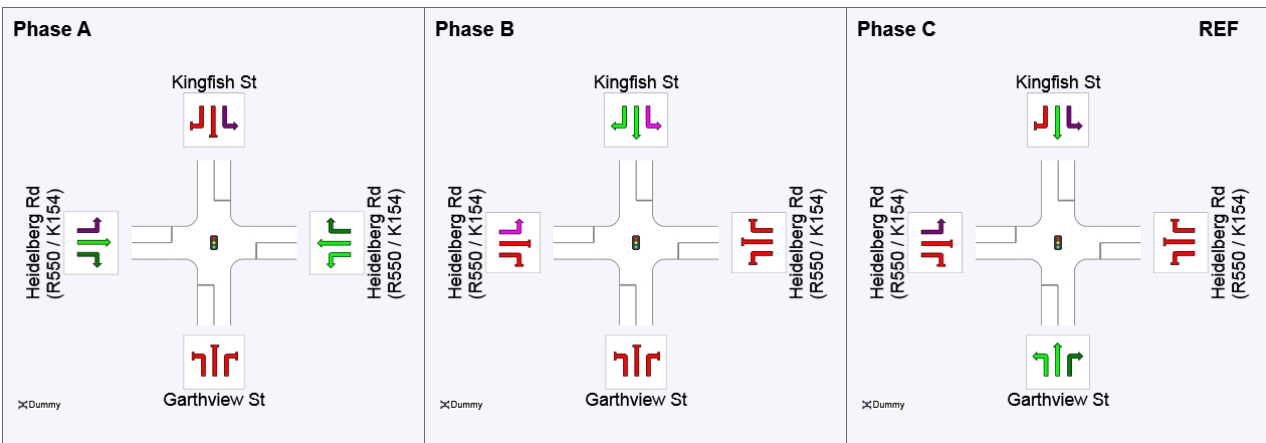 Phase A
Kingfish St
Heidelberg Rd
(R550 / K154)
Heidelberg Rd
(R550 / K154)
Garthview St
Dummy
Phase B
Kingfish St
Heidelberg Rd
(R550 / K154)
Heidelberg Rd
(R550 / K154)
Garthview St
Dummy
Phase C
REF
Kingfish St
Heidelberg Rd
(R550 / K154)
Heidelberg Rd
(R550 / K154)
Garthview St
Dummy